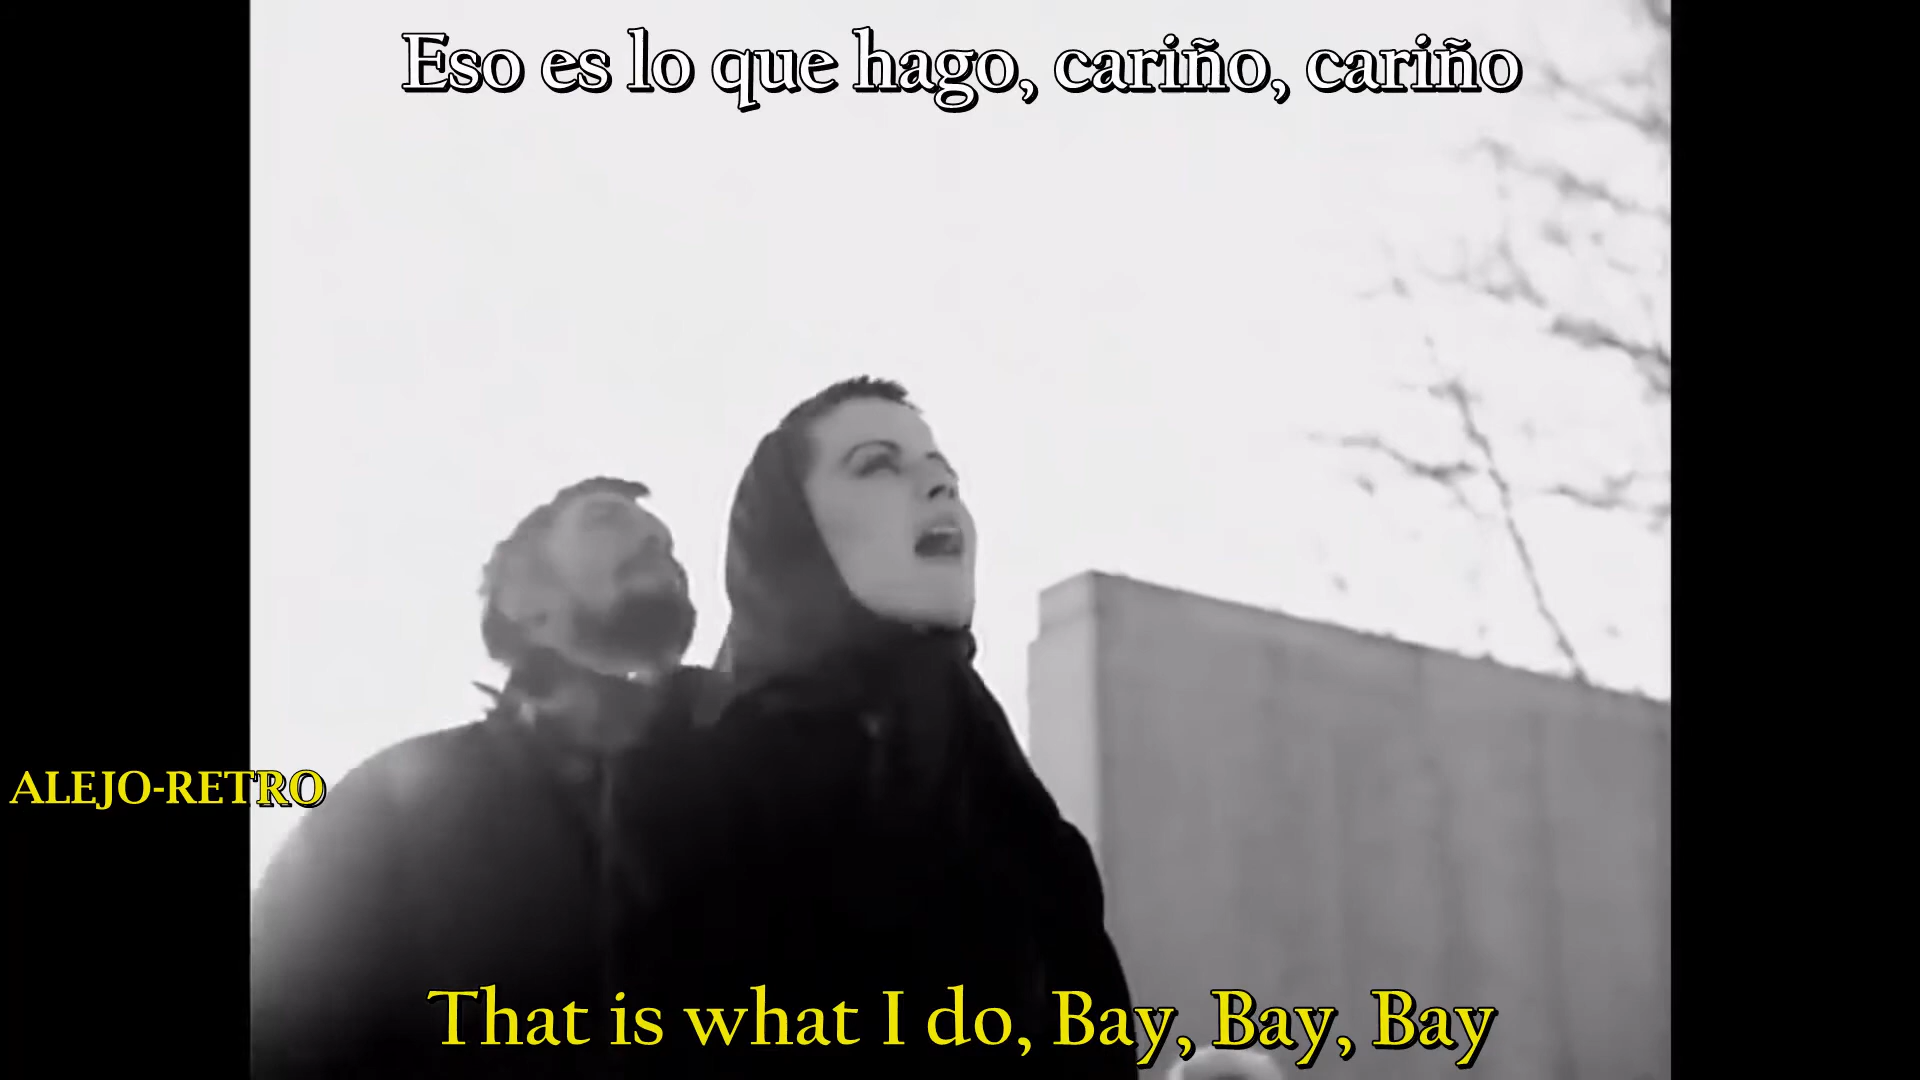 Eso es lo que hago, cariño, cariño
ALEJO-RETRO
That is what I do, Bay, Bay, Bay